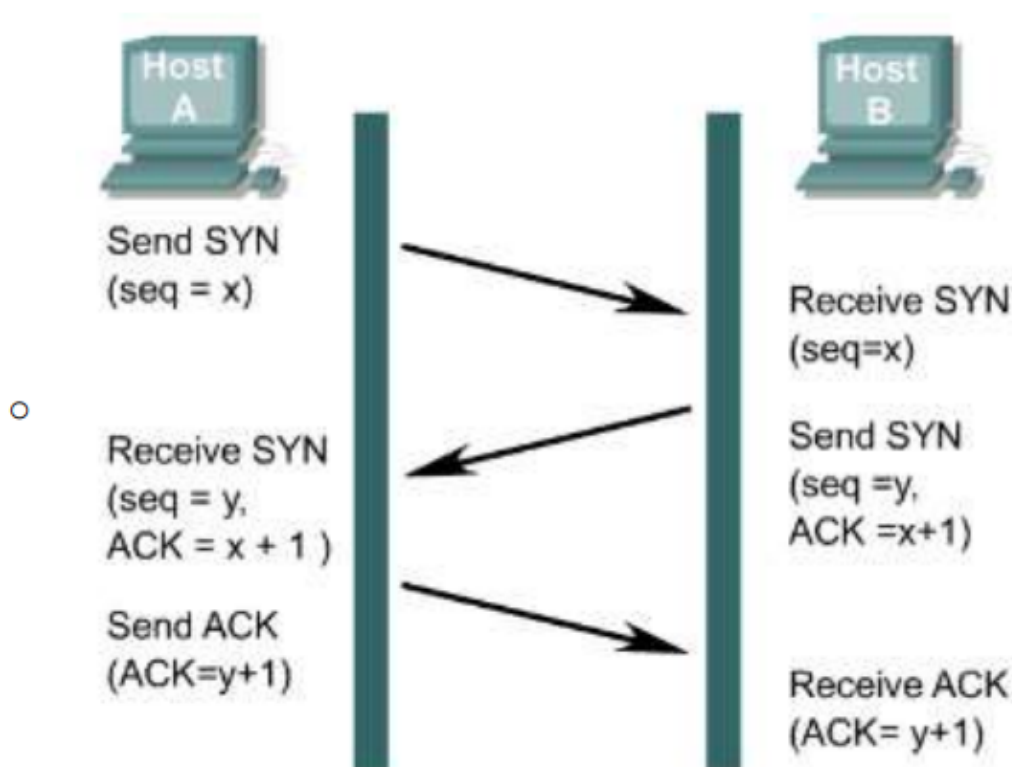 Host
A
Host
B
Send SYN
(seq = x)
Receive SYN
(seq=x)
Send SYN
(seq =y,
ACK =x+1)
Receive SYN
(seq = y,
ACK = x + 1 )
Send ACK
(ACK=y+1)
Receive ACK
(ACK= y+1)